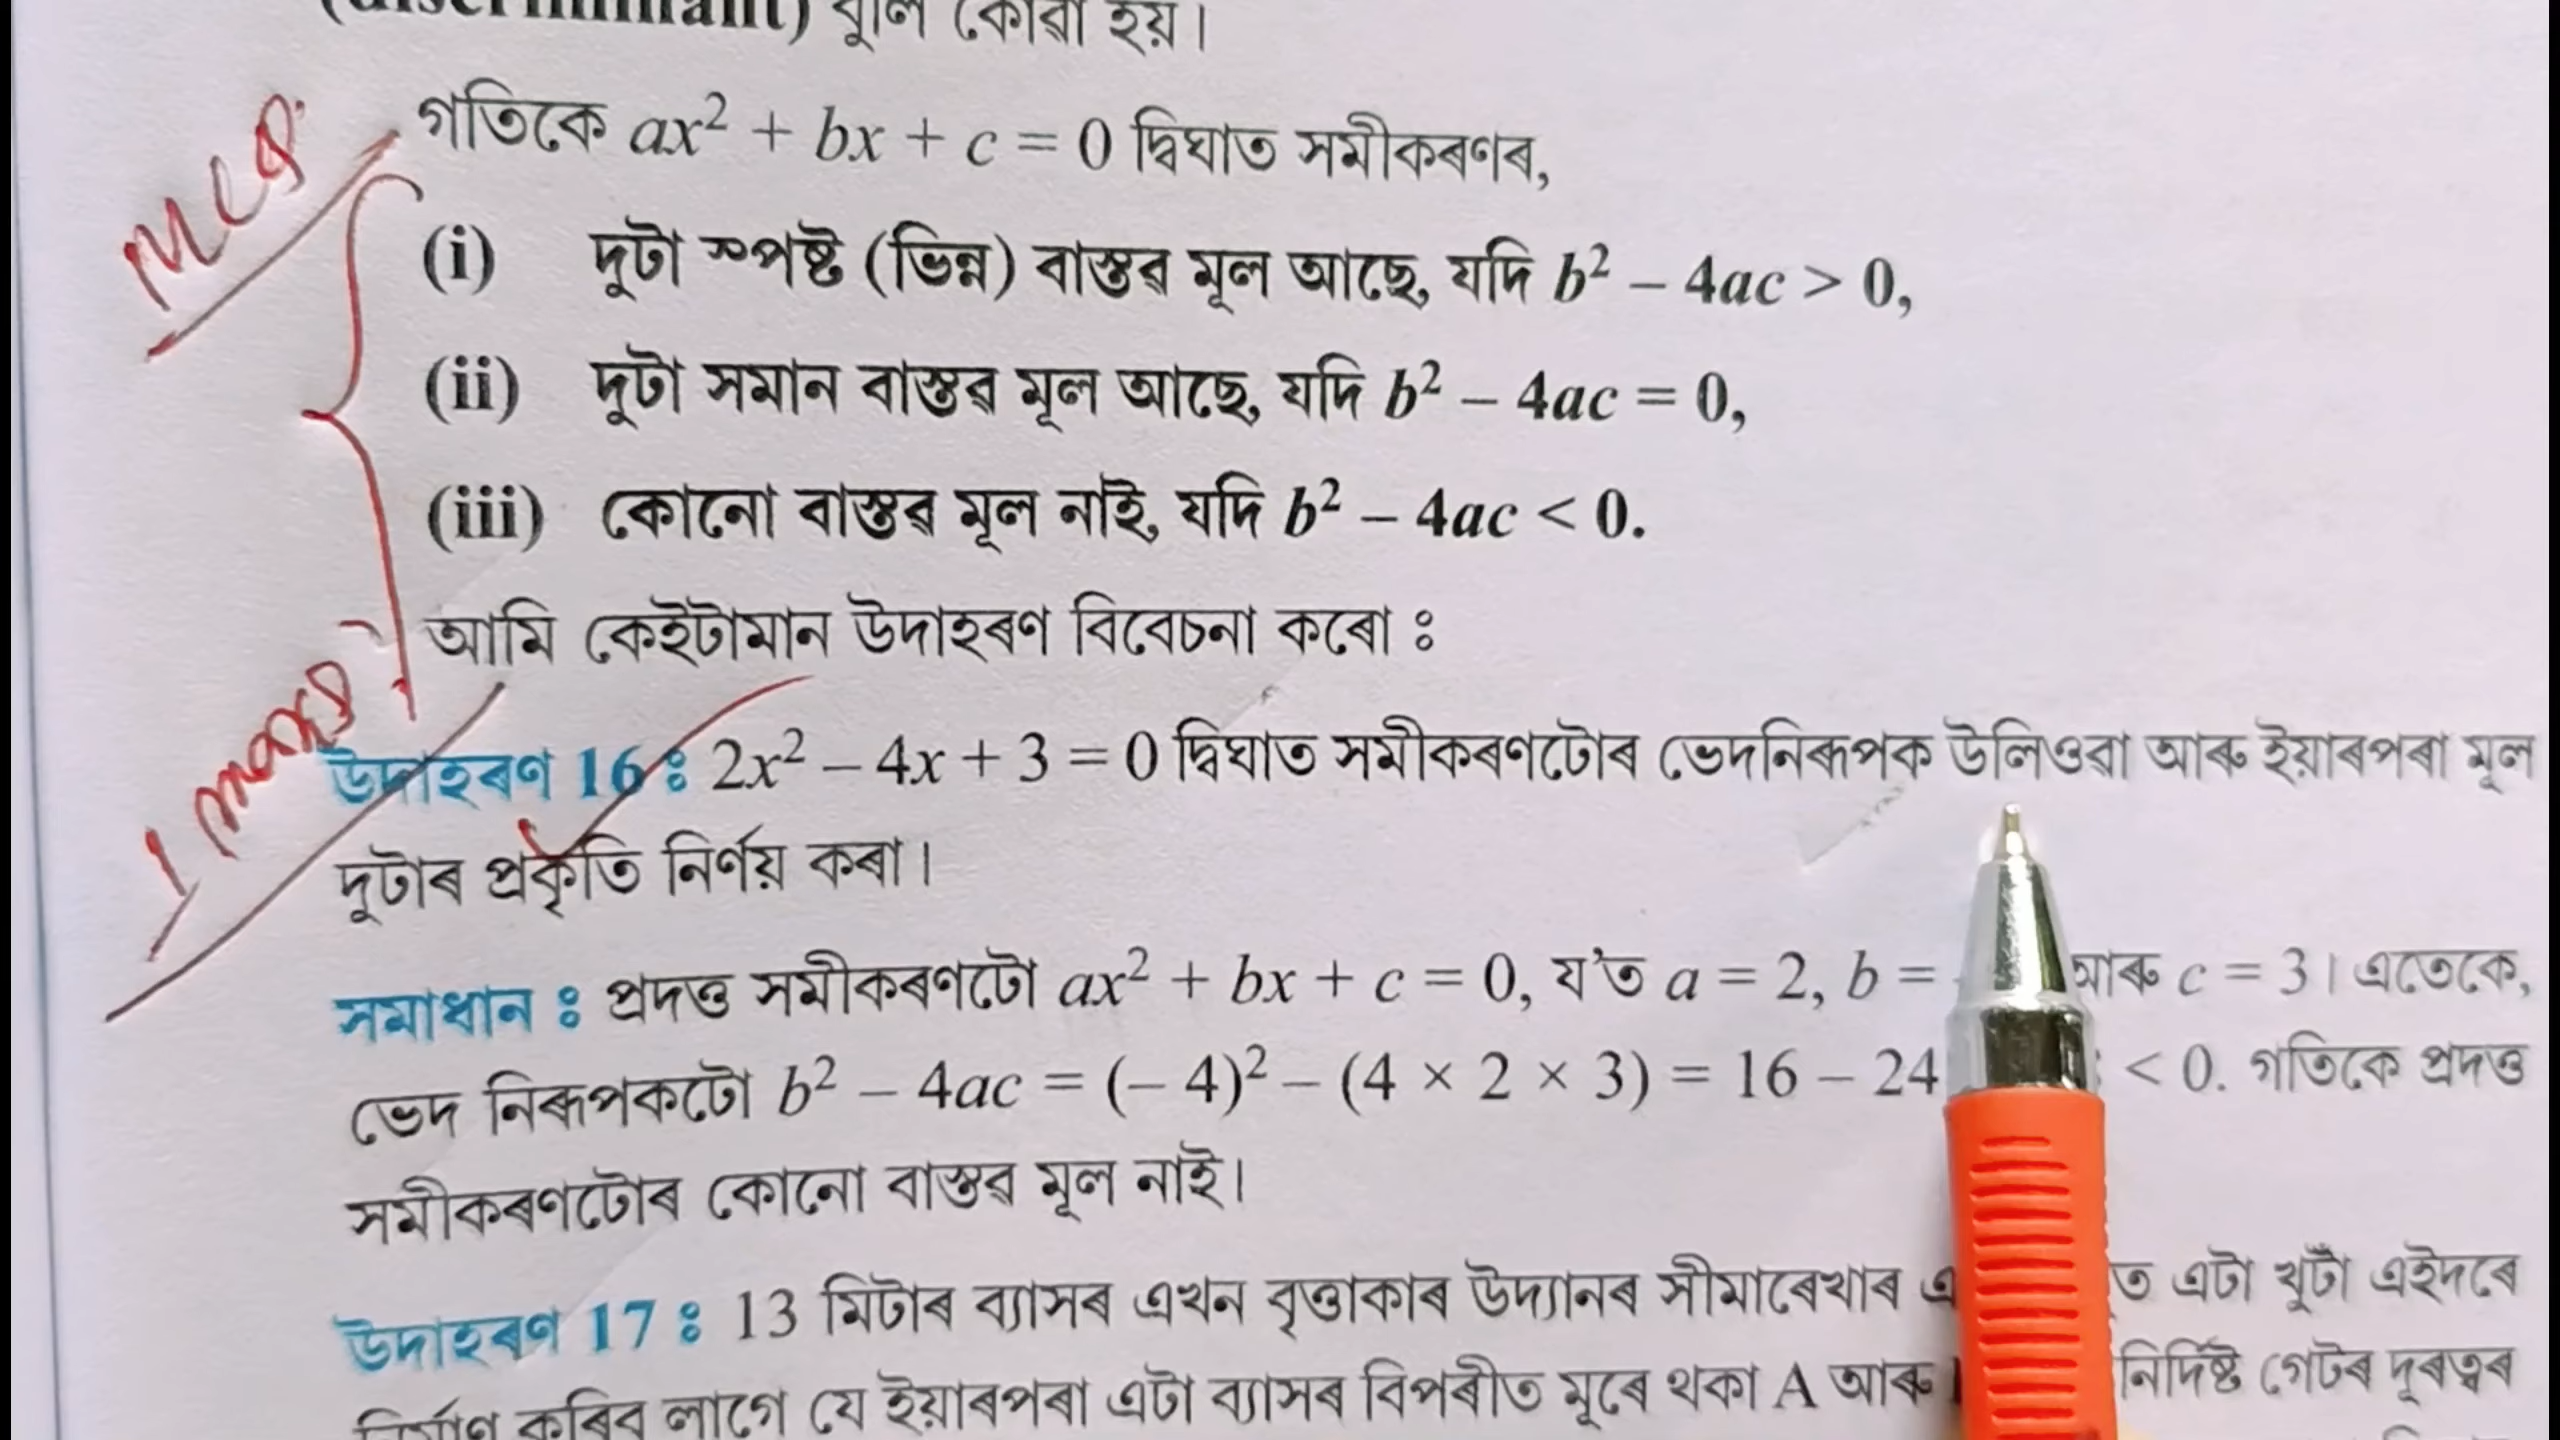 (discriminant) বুলি কোৱা হয়।
গতিকে ax² + bx + c = 0 দ্বিঘাত সমীকৰণৰ,
MCQ
(i) দুটা স্পষ্ট (ভিন্ন) বাস্তৱ মূল আছে, যদি b² – 4ac > 0,
(ii) দুটা সমান বাস্তৱ মূল আছে, যদি b² – 4ac = 0,
(iii) কোনো বাস্তৱ মূল নাই, যদি b² – 4ac < 0.
আমি কেইটামান উদাহৰণ বিবেচনা কৰো ঃ
1
উদাহৰণ 16 ঃ 2x² – 4x + 3 = 0 দ্বিঘাত সমীকৰণটোৰ ভেদনিৰূপক উলিওৱা আৰু ইয়াৰপৰা মূল
দুটাৰ প্ৰকৃতি নিৰ্ণয় কৰা।
সমাধান ঃ প্ৰদত্ত সমীকৰণটো ax² + bx + c = 0, য'ত a = 2, b = আৰু c = 3। এতেকে,
ভেদ নিৰূপকটো b² – 4ac = (– 4)² – (4 × 2 × 3) = 16 – 24 < 0. গতিকে প্ৰদত্ত
সমীকৰণটোৰ কোনো বাস্তৱ মূল নাই।
উদাহৰণ 17 ঃ 13 মিটাৰ ব্যাসৰ এখন বৃত্তাকাৰ উদ্যানৰ সীমাৰেখাৰ এটা খুটাঁ এইদৰে
নিৰ্মাণ কৰিব লাগে যে ইয়াৰপৰা এটা ব্যাসৰ বিপৰীত মূৰে থকা A আৰু নিৰ্দিষ্ট গেটৰ দূৰত্বৰ